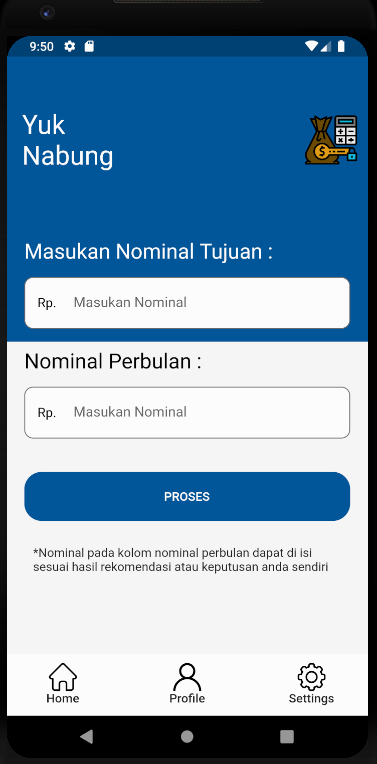 9:50
Yuk
Nabung
Masukan Nominal Tujuan :
Rp. Masukan Nominal
Nominal Perbulan :
Rp. Masukan Nominal
PROSES
*Nominal pada kolom nominal perbulan dapat di isi
sesuai hasil rekomendasi atau keputusan anda sendiri
Home Profile Settings